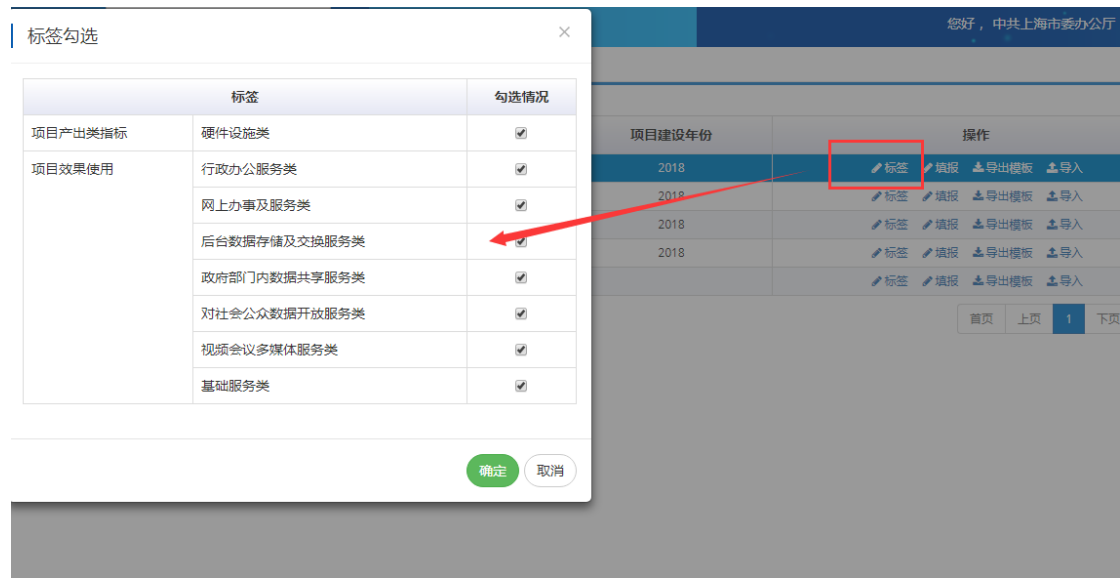 您好，中共上海市委办公厅
标签勾选 ×
标签 勾选情况
项目产出类指标 硬件设施类
项目效果使用 行政办公服务类
网上办事及服务类
后台数据存储及交换服务类
政府部门内数据共享服务类
对社会公众数据开放服务类
视频会议多媒体服务类
基础服务类
确定 取消
项目建设年份 操作
2018 标签 填报 导出模板 导入
2018 标签 填报 导出模板 导入
2018 标签 填报 导出模板 导入
2018 标签 填报 导出模板 导入
标签 填报 导出模板 导入
首页 上页 1 下页